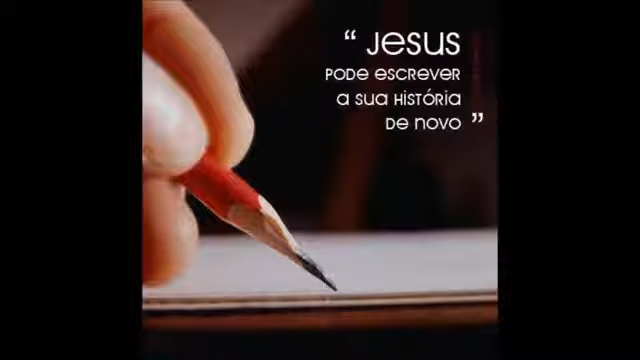 “ Jesus
PODE ESCREVER
A SUA HISTÓRIA
DE NOVO ”